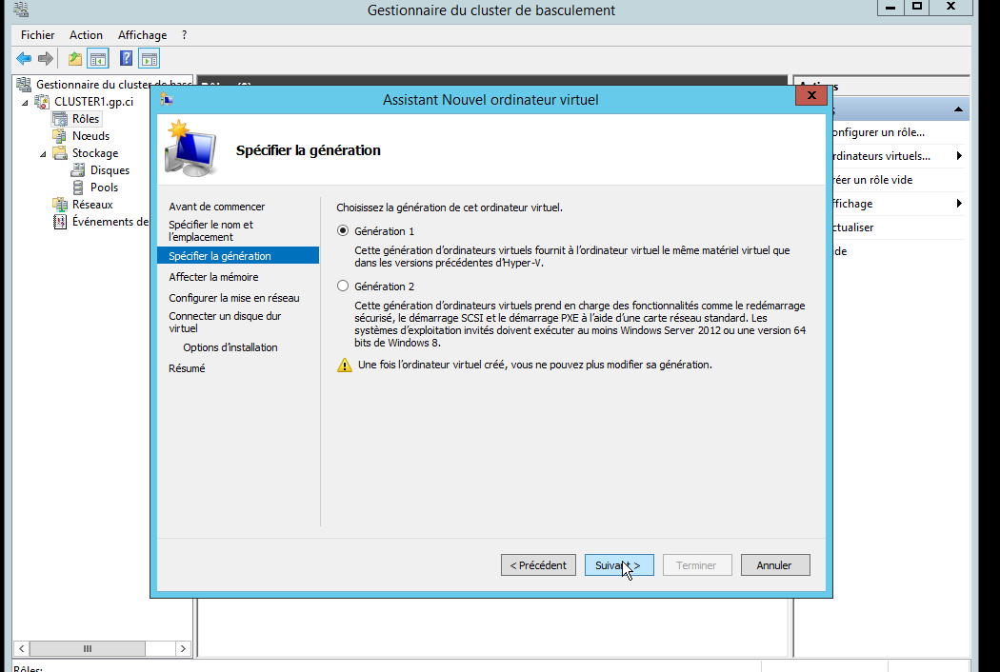 Gestionnaire du cluster de basculement
Fichier Action Affichage ?
Gestionnaire du cluster de basc
CLUSTER1.gp.ci
Rôles
Nœuds
Stockage
Disques
Pools
Réseaux
Événements de
Assistant Nouvel ordinateur virtuel
Spécifier la génération
Avant de commencer
Spécifier le nom et
l'emplacement
Spécifier la génération
Affecter la mémoire
Configurer la mise en réseau
Connecter un disque dur
virtuel
Options d'installation
Résumé
Choisissez la génération de cet ordinateur virtuel.
Génération 1
Cette génération d'ordinateurs virtuels fournit à l'ordinateur virtuel le même matériel virtuel que
dans les versions précédentes d'Hyper-V.
Génération 2
Cette génération d'ordinateurs virtuels prend en charge des fonctionnalités comme le redémarrage
sécurisé, le démarrage SCSI et le démarrage PXE à l'aide d'une carte réseau standard. Les
systèmes d'exploitation invités doivent exécuter au moins Windows Server 2012 ou une version 64
bits de Windows 8.
Une fois l'ordinateur virtuel créé, vous ne pouvez plus modifier sa génération.
< Précédent Suivant > Terminer Annuler
onfigurer un rôle...
rdinateurs virtuels...
réer un rôle vide
ffichage
ctualiser
ide
Rôles: